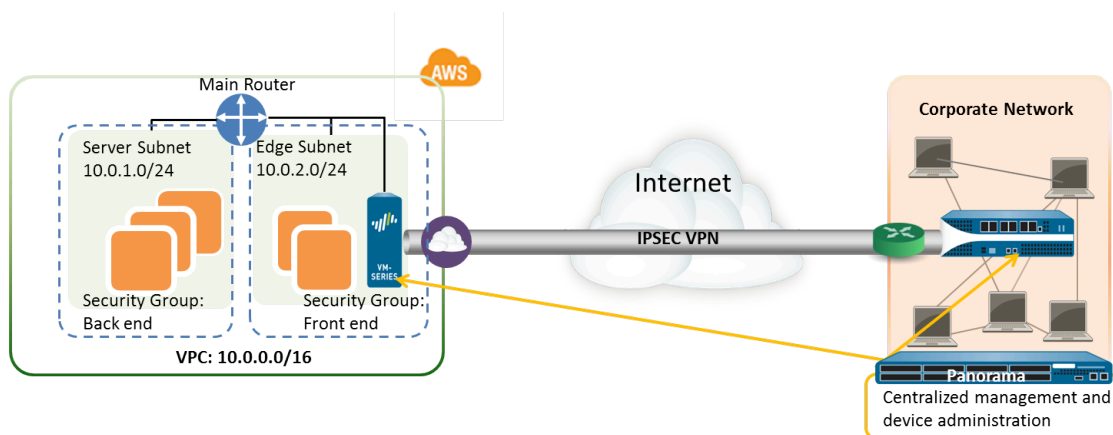 AWS
Main Router
Server Subnet
10.0.1.0/24
Edge Subnet
10.0.2.0/24
VM-
SERIES
Security Group:
Back end
Security Group:
Front end
VPC: 10.0.0.0/16
Internet
IPSEC VPN
Corporate Network
Panorama
Centralized management and
device administration